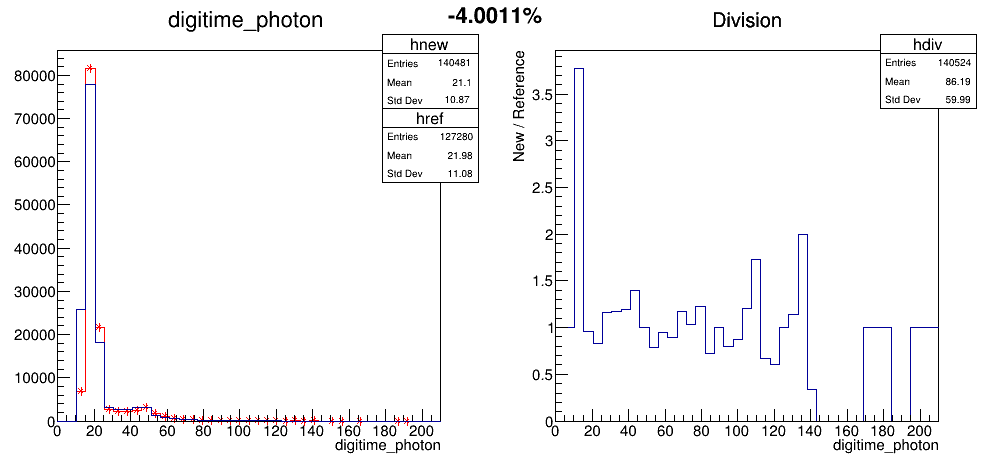 -4.0011%
digitime_photon
hnew
Entries 140481
Mean 21.1
Std Dev 10.87
href
Entries 127280
Mean 21.98
Std Dev 11.08
80000
70000
60000
50000
40000
30000
20000
10000
0
0 20 40 60 80 100 120 140 160 180 200
digitime_photon
Division
hdiv
Entries 140524
Mean 86.19
Std Dev 59.99
New / Reference
3.5
3
2.5
2
1.5
1
0.5
0
0 20 40 60 80 100 120 140 160 180 200
digitime_photon